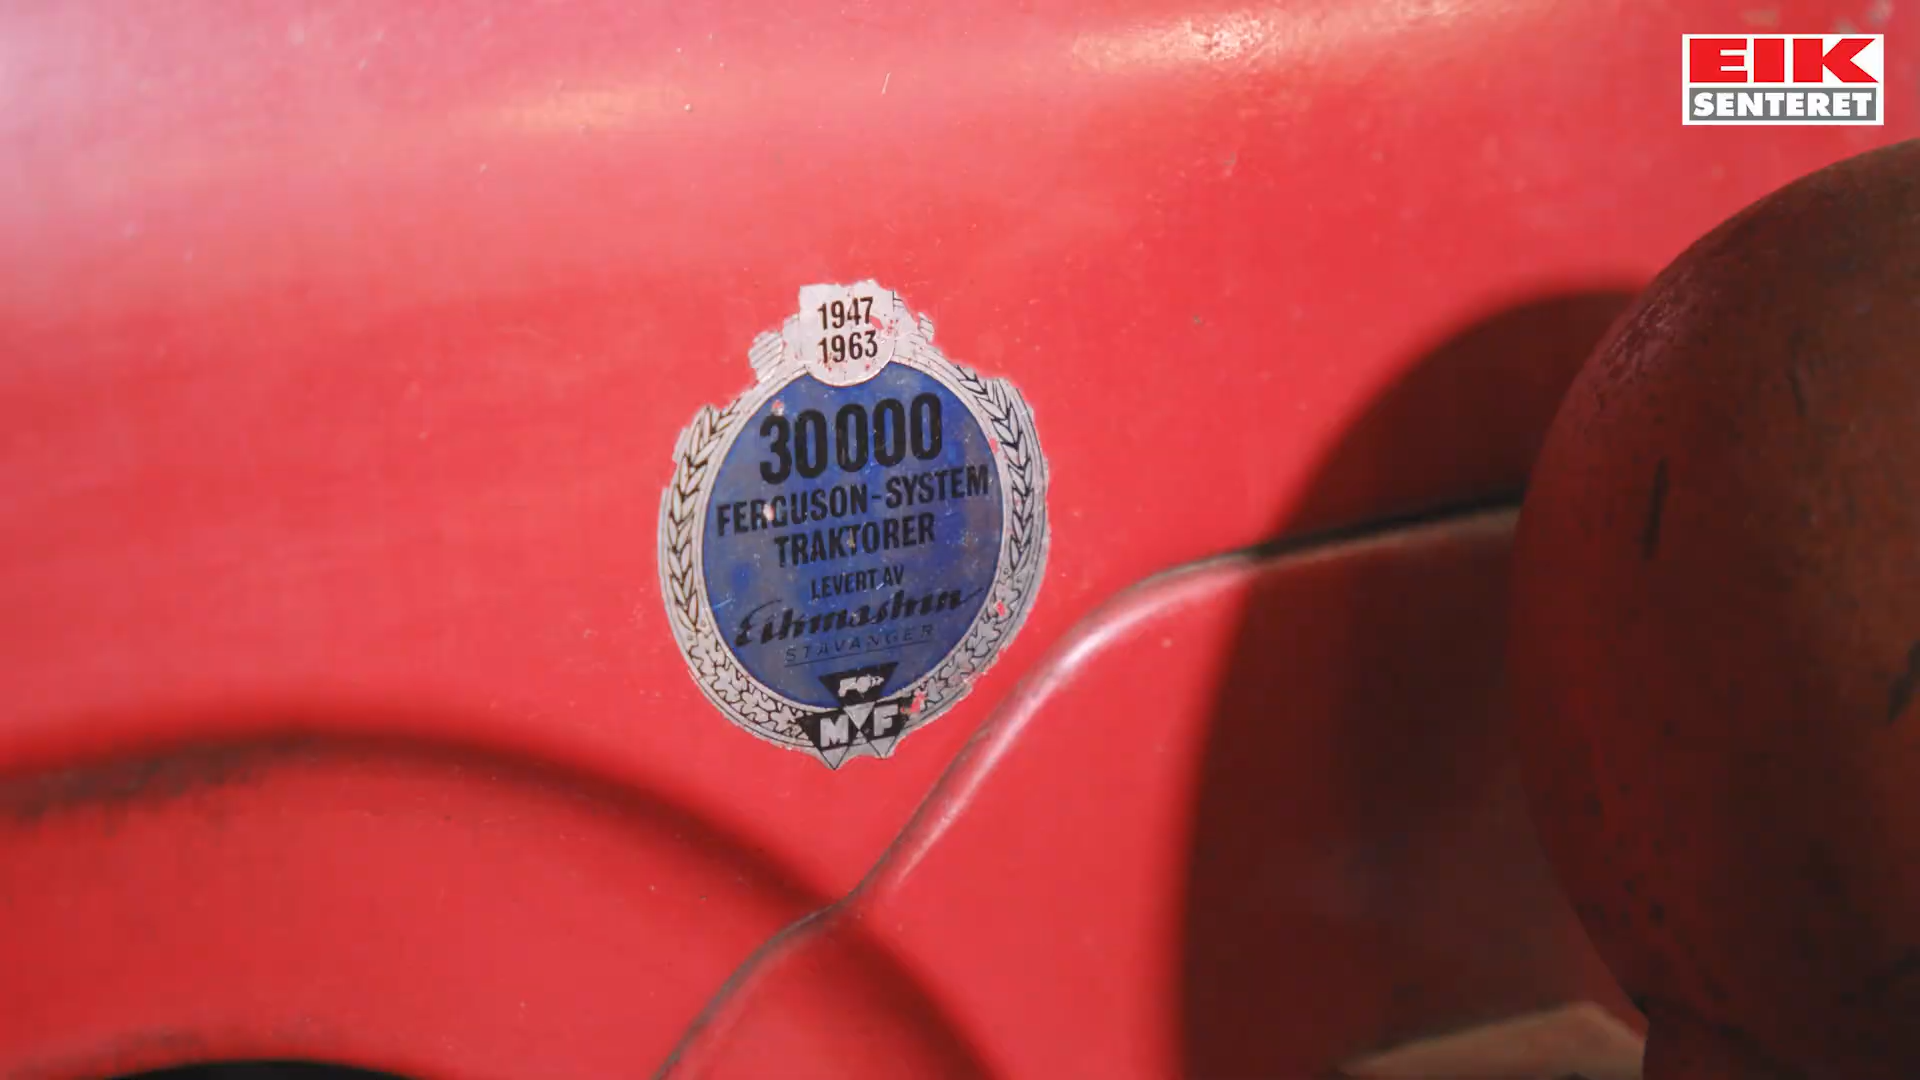 EIK
SENTERET
1947
1963
30000
FERGUSON-SYSTEM
TRAKTORER
LEVERT AV
Eikmaskin
STAVANGER
MF